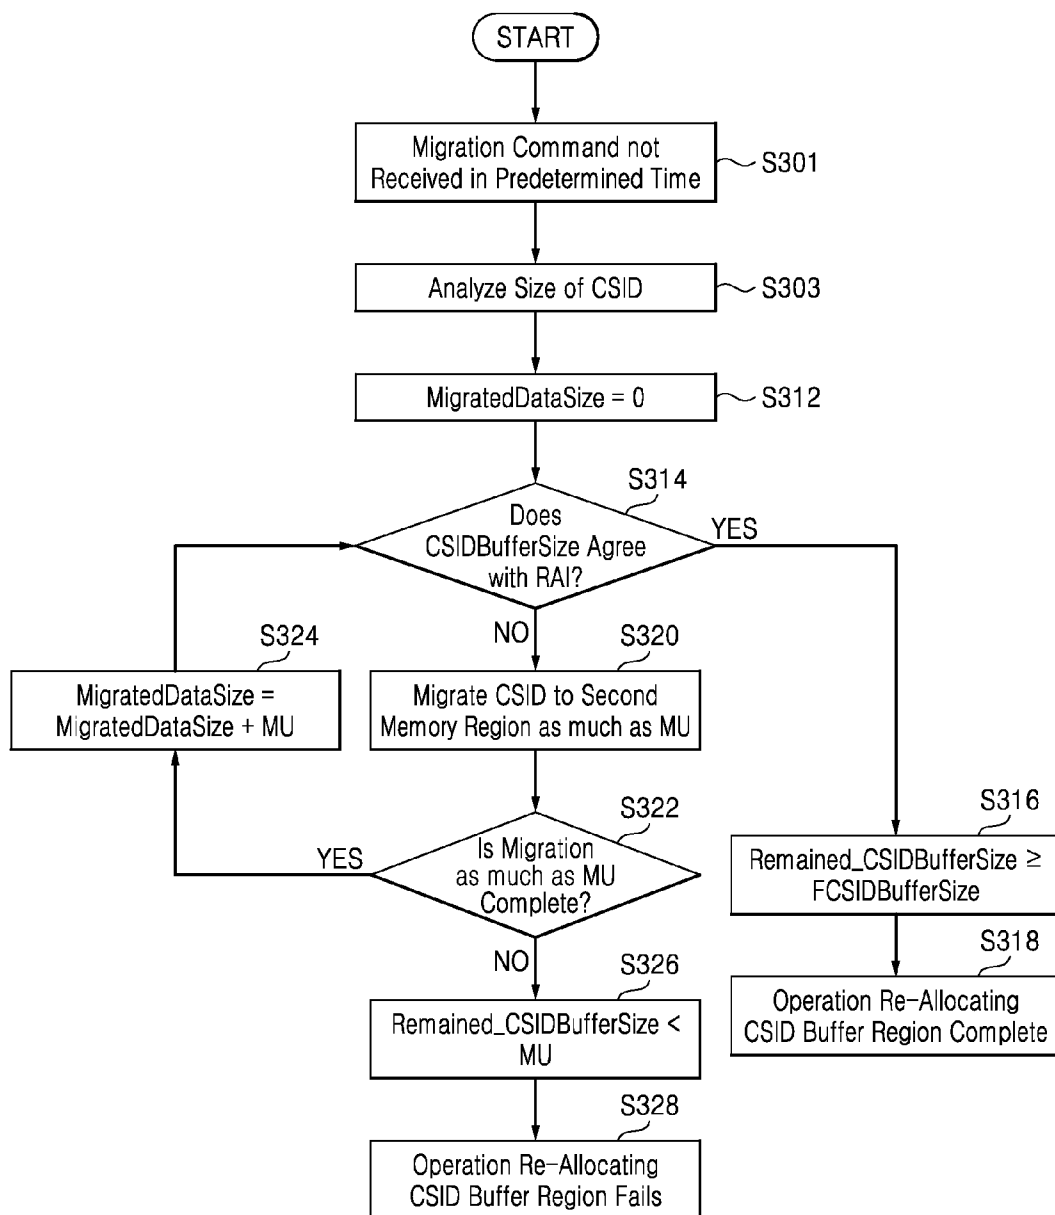 START
Migration Command not
Received in Predetermined Time
S301
Analyze Size of CSID
S303
MigratedDataSize = 0
S312
S314
Does
CSIDBufferSize Agree
with RAI?
YES
NO
S324
MigratedDataSize =
MigratedDataSize + MU
S320
Migrate CSID to Second
Memory Region as much as MU
S322
YES
Is Migration
as much as MU
Complete?
NO
S316
Remained_CSIDBufferSize ≥
FCSIDBufferSize
S318
Operation Re-Allocating
CSID Buffer Region Complete
S326
Remained_CSIDBufferSize <
MU
S328
Operation Re-Allocating
CSID Buffer Region Fails